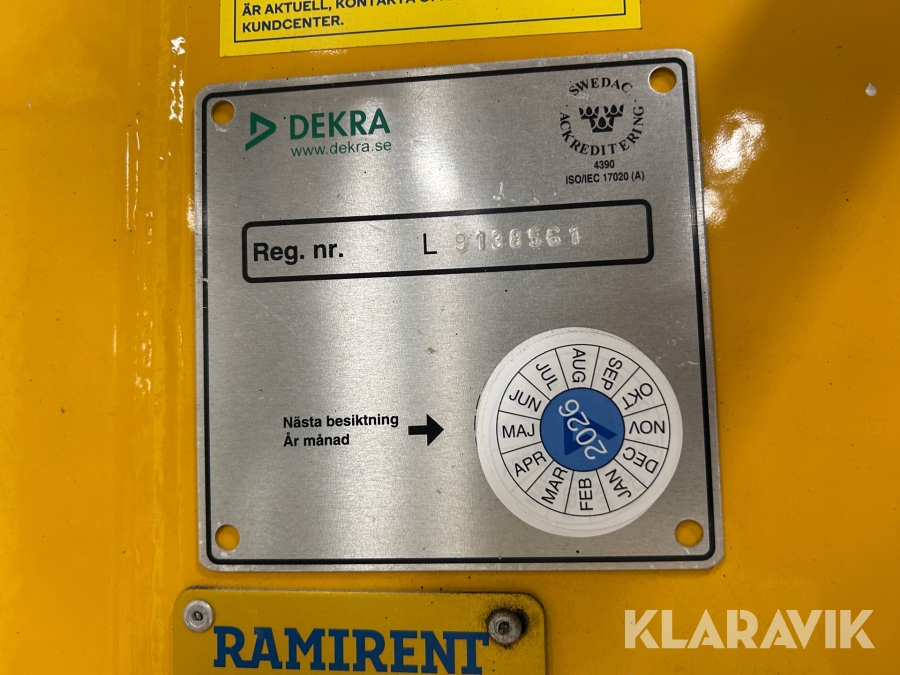 ÄR AKTUELL, KONTAKTA
KUNDCENTER.
DEKRA
www.dekra.se
SWEDAC
ACKREDITERING
4390
ISO/IEC 17020 (A)
Reg. nr. L 9138561
Nästa besiktning
År månad
JAN
FEB
MAR
APR
MAJ
JUN
JUL
AUG
SEP
OKT
NOV
DEC
2026
RAMIRENT
KLARAVIK